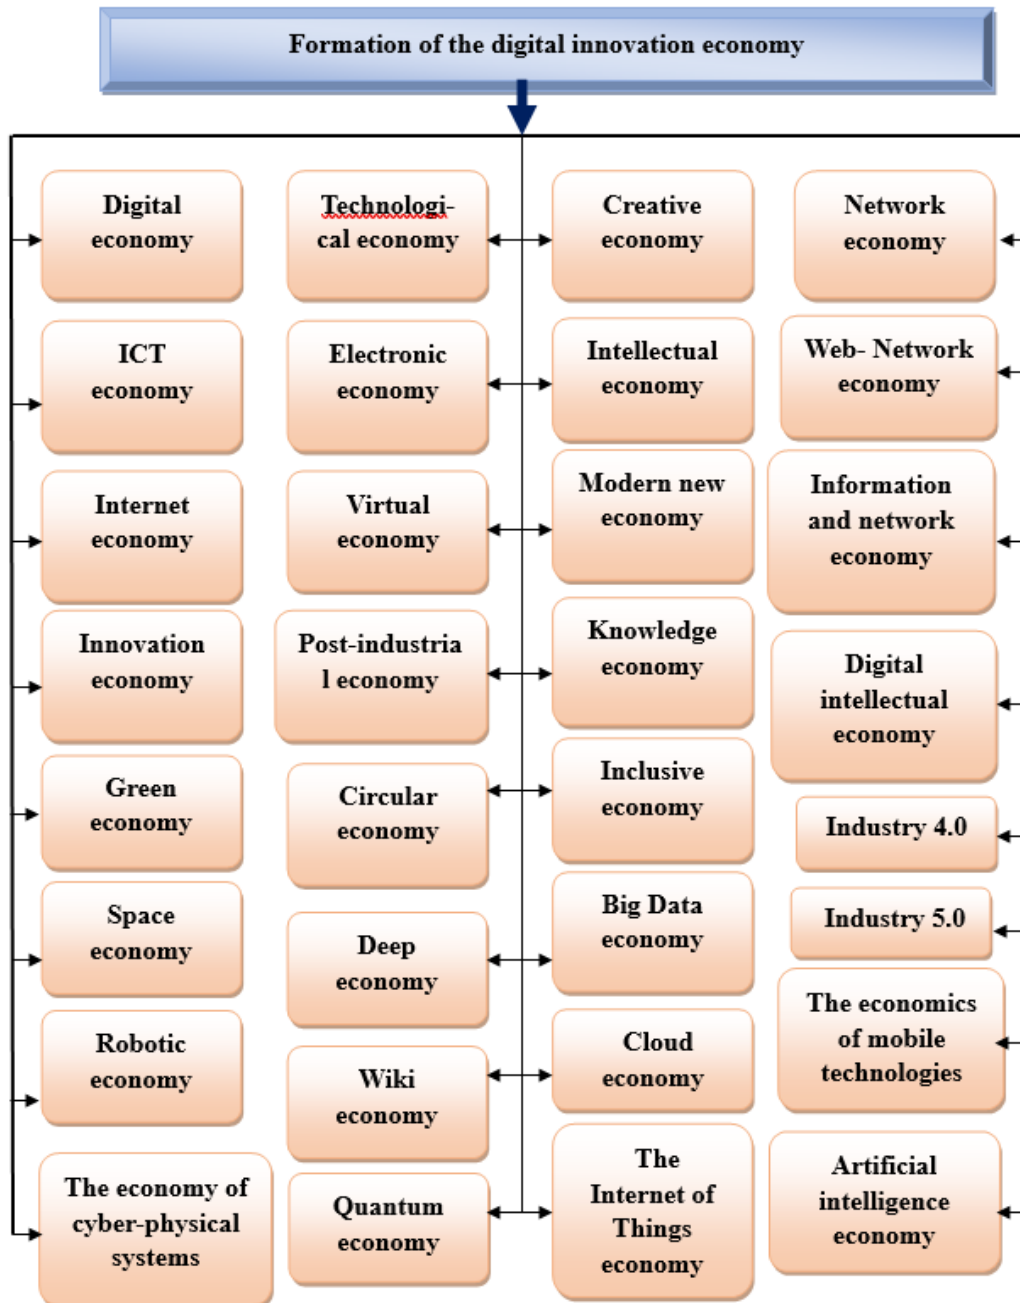 Formation of the digital innovation economy
Digital
economy
ICT
economy
Internet
economy
Innovation
economy
Green
economy
Space
economy
Robotic
economy
The economy of
cyber-physical
systems
Technologi-
cal economy
Electronic
economy
Virtual
economy
Post-industria
l economy
Circular
economy
Deep
economy
Wiki
economy
Quantum
economy
Creative
economy
Intellectual
economy
Modern new
economy
Knowledge
economy
Inclusive
economy
Big Data
economy
Cloud
economy
The
Internet of
Things
economy
Network
economy
Web- Network
economy
Information
and network
economy
Digital
intellectual
economy
Industry 4.0
Industry 5.0
The economics
of mobile
technologies
Artificial
intelligence
economy